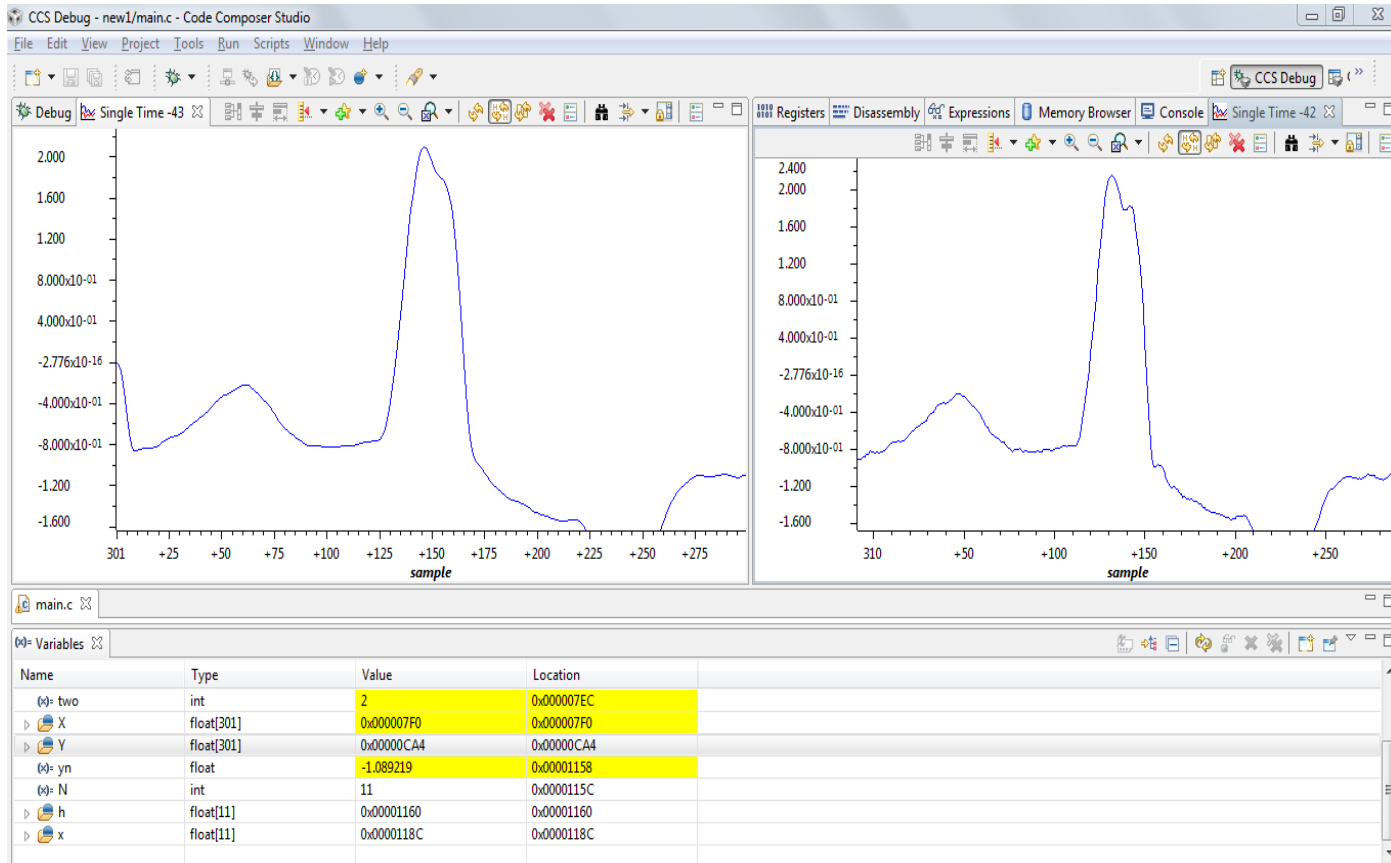 CCS Debug - new1/main.c - Code Composer Studio
File Edit View Project Tools Run Scripts Window Help
CCS Debug
Debug Single Time -43
2.000
1.600
1.200
8.000x10-01
4.000x10-01
-2.776x10-16
-4.000x10-01
-8.000x10-01
-1.200
-1.600
301 +25 +50 +75 +100 +125 +150 +175 +200 +225 +250 +275
sample
Registers Disassembly Expressions Memory Browser Console Single Time -42
2.400
2.000
1.600
1.200
8.000x10-01
4.000x10-01
-2.776x10-16
-4.000x10-01
-8.000x10-01
-1.200
-1.600
310 +50 +100 +150 +200 +250
sample
main.c
(x)= Variables
Name Type Value Location
(x)= two int 2 0x000007EC
X float[301] 0x000007F0 0x000007F0
Y float[301] 0x00000CA4 0x00000CA4
(x)= yn float -1.089219 0x00001158
(x)= N int 11 0x0000115C
h float[11] 0x00001160 0x00001160
x float[11] 0x0000118C 0x0000118C